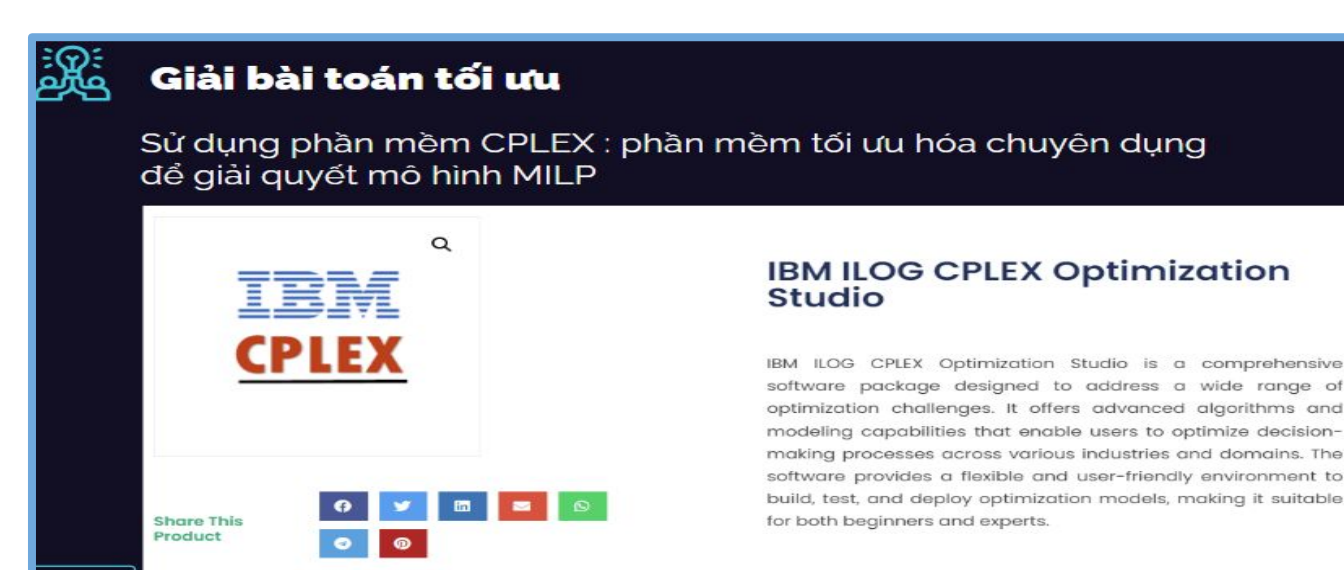 Giải bài toán tối ưu
Sử dụng phần mềm CPLEX : phần mềm tối ưu hóa chuyên dụng
để giải quyết mô hình MILP
IBM
CPLEX
Share This
Product
IBM ILOG CPLEX Optimization
Studio
IBM ILOG CPLEX Optimization Studio is a comprehensive
software package designed to address a wide range of
optimization challenges. It offers advanced algorithms and
modeling capabilities that enable users to optimize decision-
making processes across various industries and domains. The
software provides a flexible and user-friendly environment to
build, test, and deploy optimization models, making it suitable
for both beginners and experts.